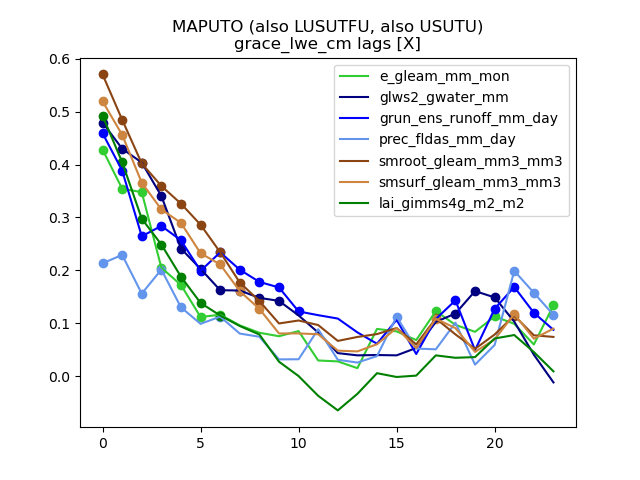 MAPUTO (also LUSUTFU, also USUTU)
grace_lwe_cm lags [X]
0.6
0.5
0.4
0.3
0.2
0.1
0.0
0
5
10
15
20
e_gleam_mm_mon
glws2_gwater_mm
grun_ens_runoff_mm_day
prec_fldas_mm_day
smroot_gleam_mm3_mm3
smsurf_gleam_mm3_mm3
lai_gimms4g_m2_m2